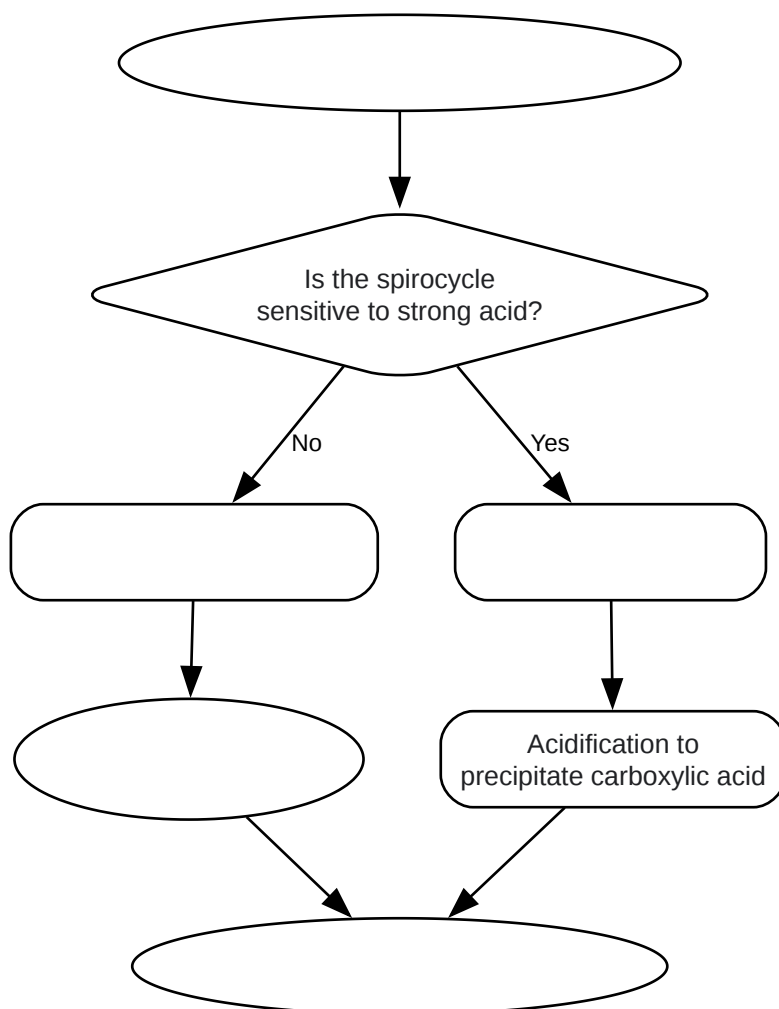 Is the spirocycle
sensitive to strong acid?
No
Yes
Acidification to
precipitate carboxylic acid